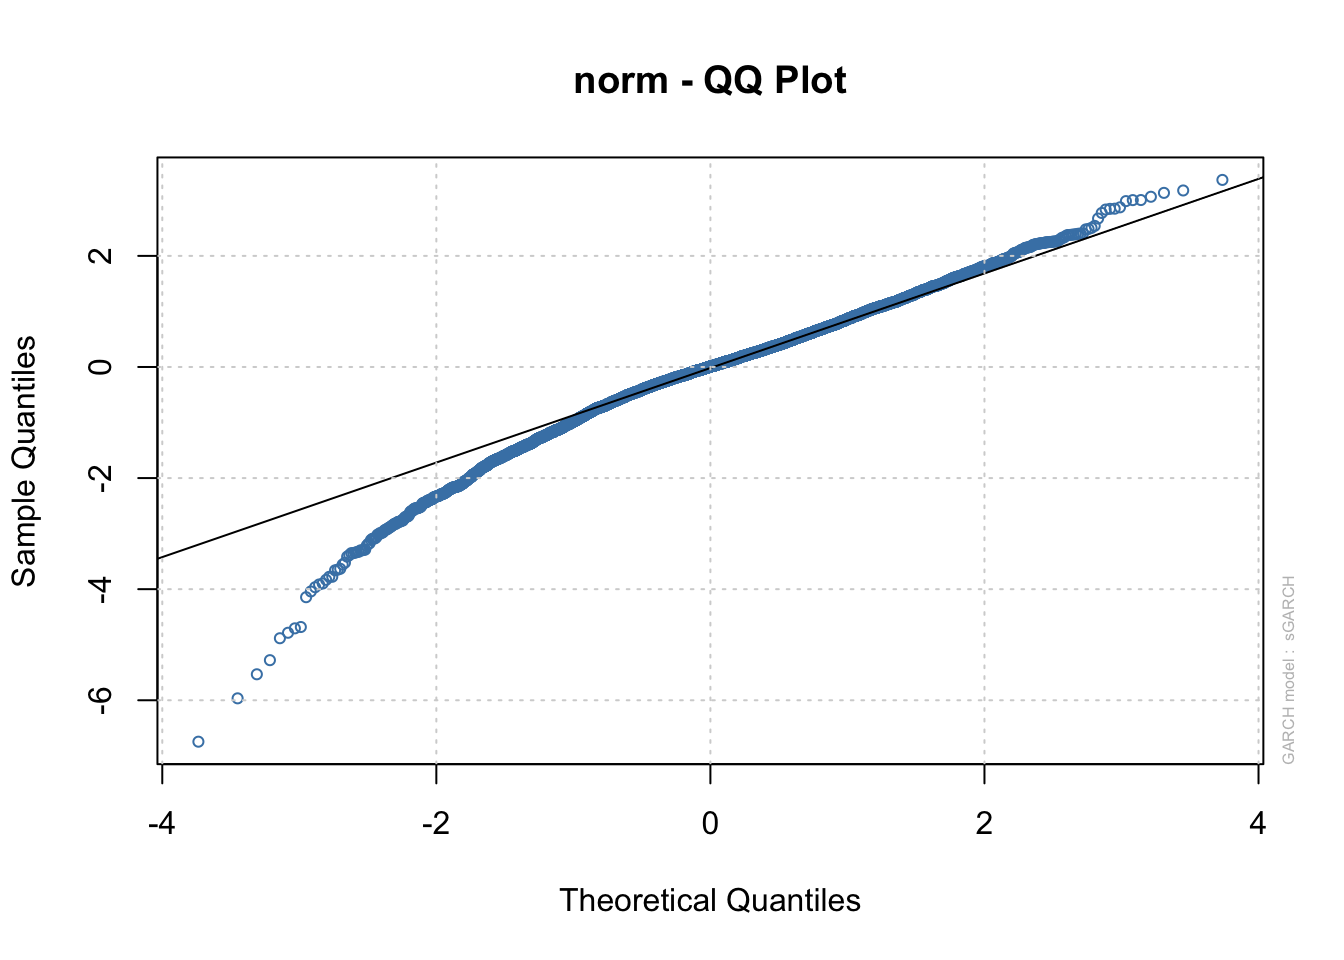 norm - QQ Plot
Sample Quantiles
2
0
-2
-4
-6
-4
-2
0
2
4
Theoretical Quantiles
GARCH model : sGARCH